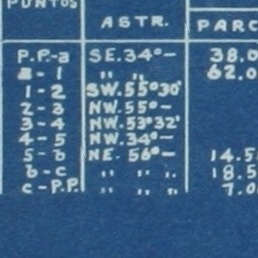 PUNTOS ASTR. PARC
P.P.-a SE.34°- 38.0
a-1 " " 62.0
1-2 SW.55°30'
2-3 NW.55°-
3-4 NW.53°32'
4-5 NW.34°-
5-b NE.56°- 14.5
b-c " " " 18.5
c-P.P. " " " 7.0